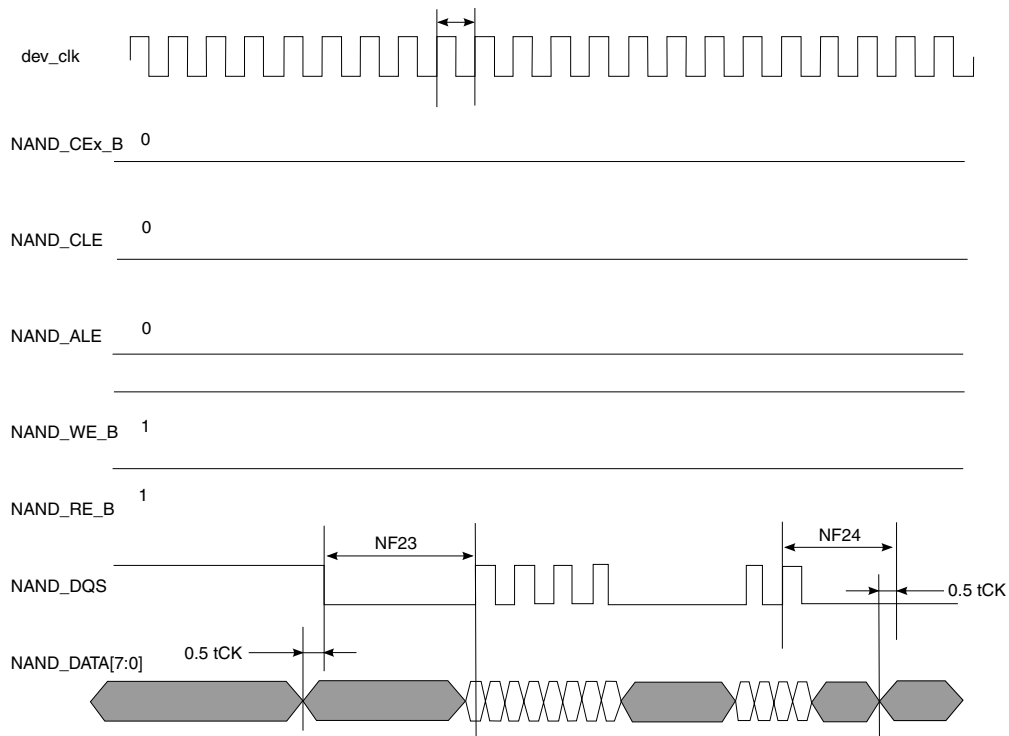 dev_clk
NAND_CEx_B 0
NAND_CLE 0
NAND_ALE 0
NAND_WE_B 1
NAND_RE_B 1
NF23
NF24
NAND_DQS
0.5 tCK
NAND_DATA[7:0]
0.5 tCK